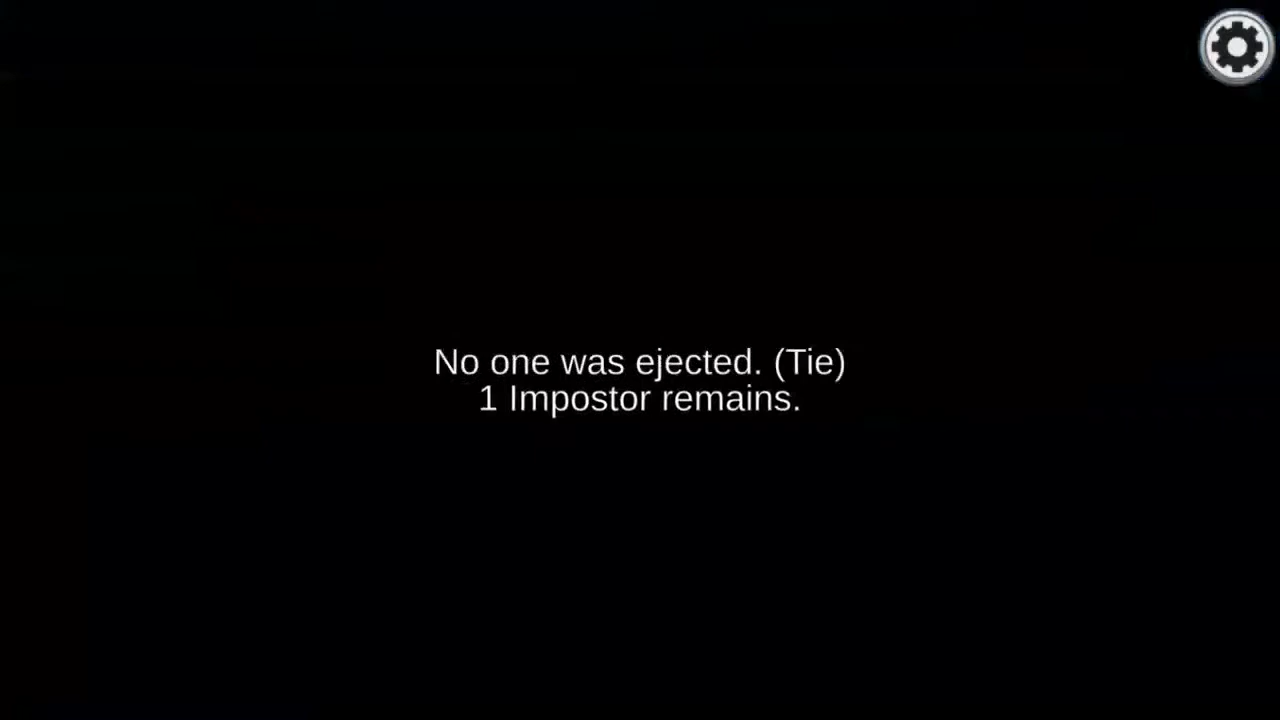 No one was ejected. (Tie)
1 Impostor remains.